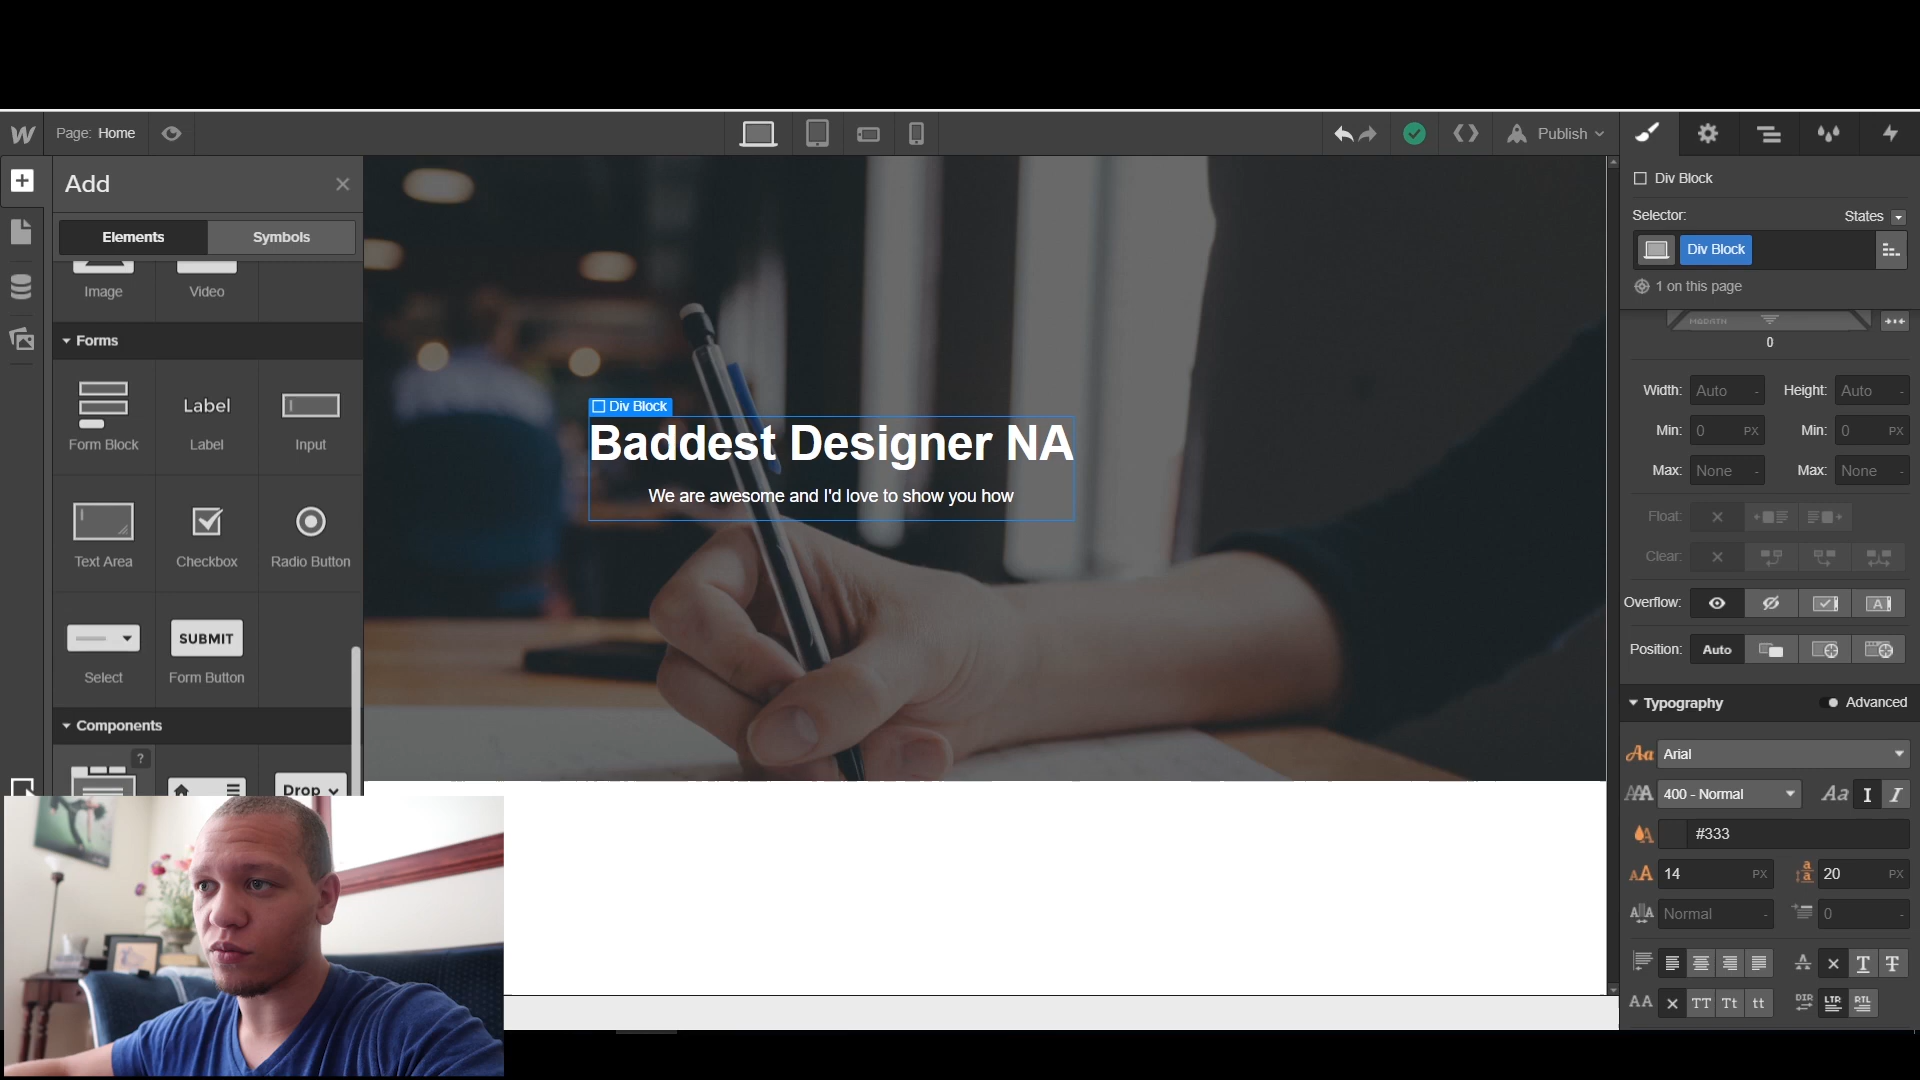 Page: Home
Publish
Add
Elements
Symbols
Image
Video
Forms
Form Block
Label
Label
Input
Text Area
Checkbox
Radio Button
Select
SUBMIT
Form Button
Components
?
Drop
Div Block
Baddest Designer NA
We are awesome and I'd love to show you how
Div Block
Selector:
States
Div Block
1 on this page
MARGIN
0
Width: Auto -
Height: Auto -
Min: 0 PX
Min: 0 PX
Max: None -
Max: None -
Float:
Clear:
Overflow:
Position: Auto
Typography
Advanced
Arial
400 - Normal
#333
14 PX
20 PX
Normal -
0 -
TT Tt tt
DIR LTR RTL